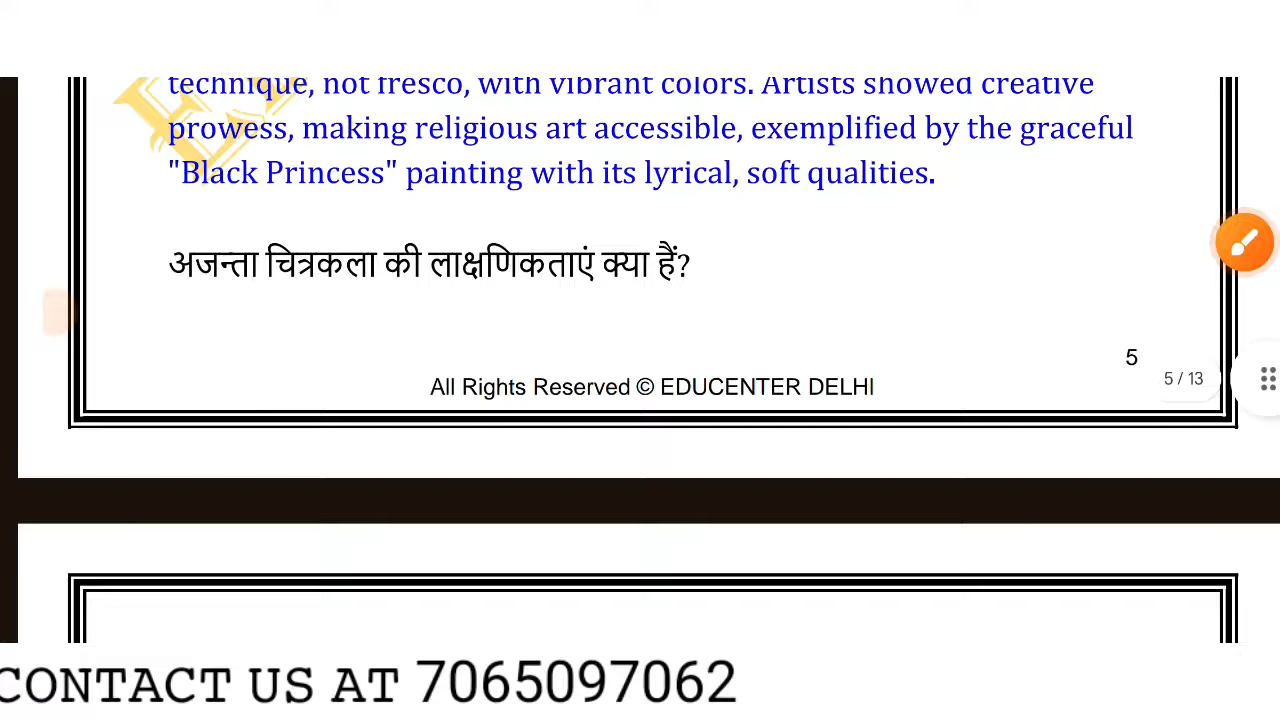 technique, not fresco, with vibrant colors. Artists showed creative
prowess, making religious art accessible, exemplified by the graceful
"Black Princess" painting with its lyrical, soft qualities.
अजन्ता चित्रकला की लाक्षणिकताएं क्या हैं?
5
5 / 13
All Rights Reserved © EDUCENTER DELHI
CONTACT US AT 7065097062